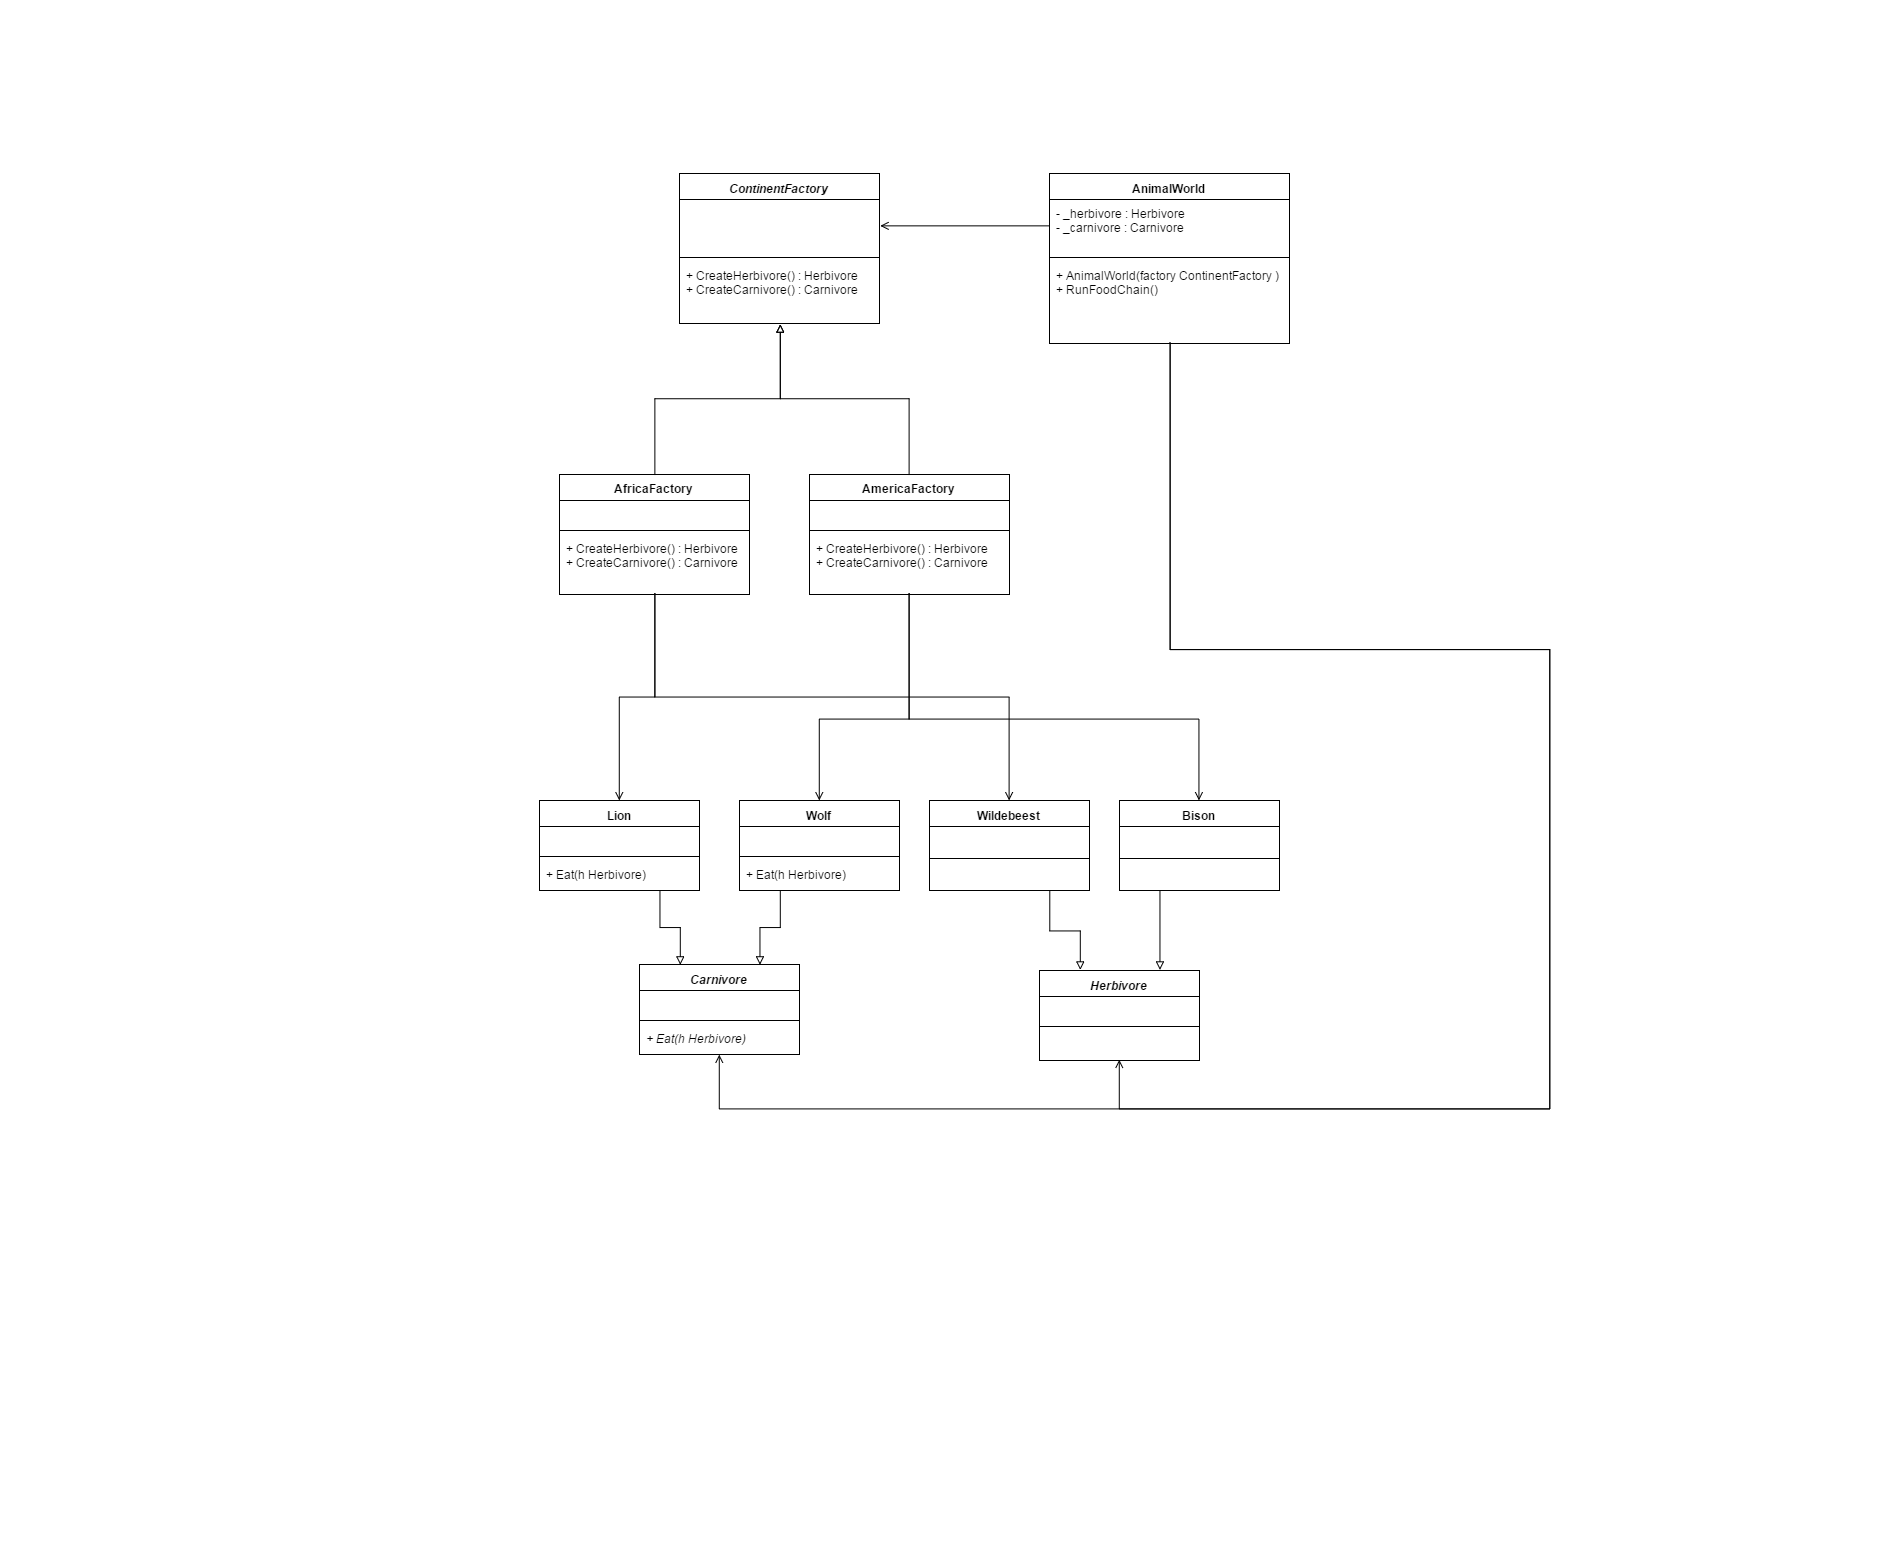 ContinentFactory
+ CreateHerbivore() : Herbivore
+ CreateCarnivore() : Carnivore
AnimalWorld
- _herbivore : Herbivore
- _carnivore : Carnivore
+ AnimalWorld(factory ContinentFactory )
+ RunFoodChain()
AfricaFactory
+ CreateHerbivore() : Herbivore
+ CreateCarnivore() : Carnivore
AmericaFactory
+ CreateHerbivore() : Herbivore
+ CreateCarnivore() : Carnivore
Lion
+ Eat(h Herbivore)
Wolf
+ Eat(h Herbivore)
Wildebeest
Bison
Carnivore
+ Eat(h Herbivore)
Herbivore